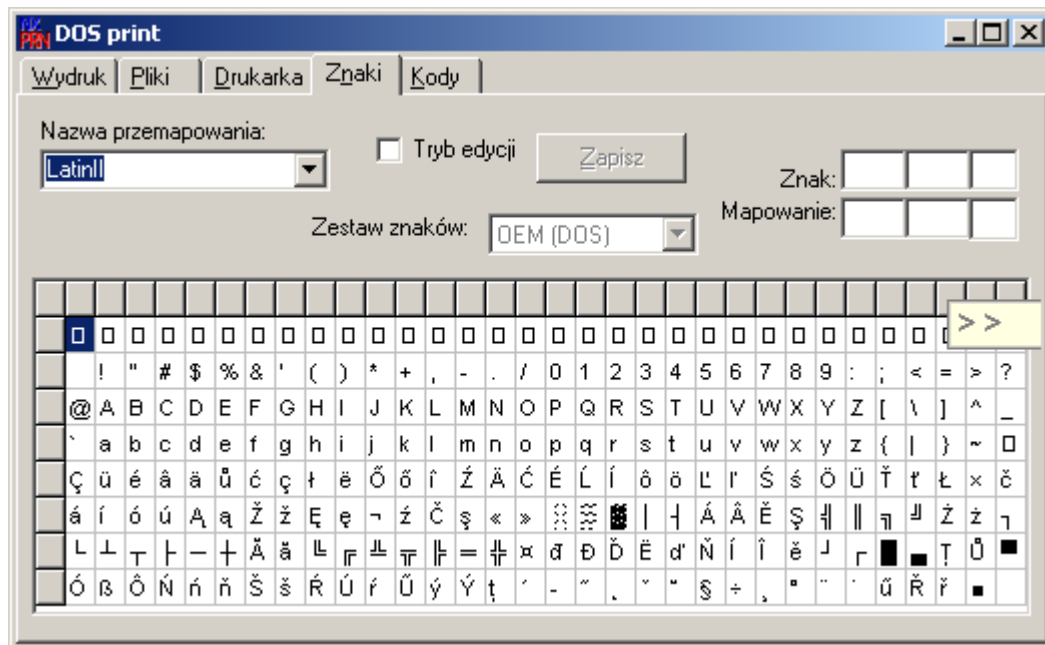 DOS print
Wydruk Pliki Drukarka Znaki Kody
Nazwa przemapowania:
LatinII
Tryb edycji
Zapisz
Znak:
Mapowanie:
Zestaw znaków:
OEM (DOS)
>>
! " # $ % & ' ( ) * + , - . / 0 1 2 3 4 5 6 7 8 9 : ; < = > ?
@ A B C D E F G H I J K L M N O P Q R S T U V W X Y Z [ \ ] ^ _
` a b c d e f g h i j k l m n o p q r s t u v w x y z { | } ~
Ç ü é â ä ů ć ç ł ë Ő ő î Ź Ä Ć É Ĺ ĺ ô ö Ľ ľ Ś ś Ö Ü Ť ť Ł × č
á í ó ú Ą ą Ž ž Ę ę ¬ ź Č ş « » ░ ▒ ▓ │ ┤ Á Â Ě Ş ╣ ║ ╗ ╝ Ż ż ┐
└ ┴ ┬ ├ ─ ┼ Ă ă ╚ ╔ ╩ ╦ ╠ ═ ╬ ¤ đ Đ Ď Ë ď Ň Í Î ě ┘ ┌ █ ▄ Ţ Ů ▀
Ó ß Ô Ń ń ň Š š Ŕ Ú ŕ Ű ý Ý ţ ´ - ˝ ˛ ˇ ˘ § ÷ ¸ ° ¨ ˙ ű Ř ř ■